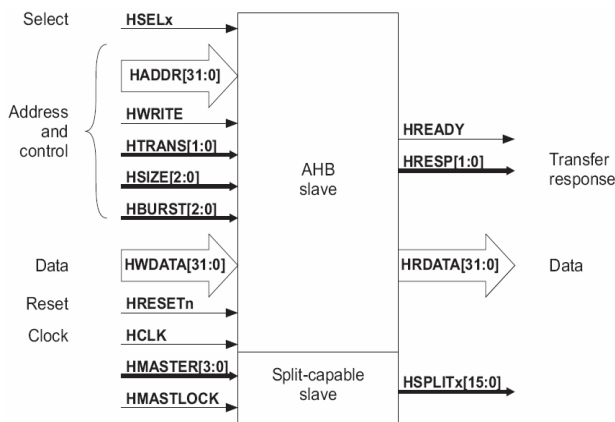 Select
HSELx
HADDR[31:0]
Address
and
control
HWRITE
HTRANS[1:0]
HSIZE[2:0]
HBURST[2:0]
AHB
slave
HREADY
HRESP[1:0]
Transfer
response
Data
HWDATA[31:0]
HRDATA[31:0]
Data
Reset
HRESETn
Clock
HCLK
HMASTER[3:0]
HMASTLOCK
Split-capable
slave
HSPLITx[15:0]